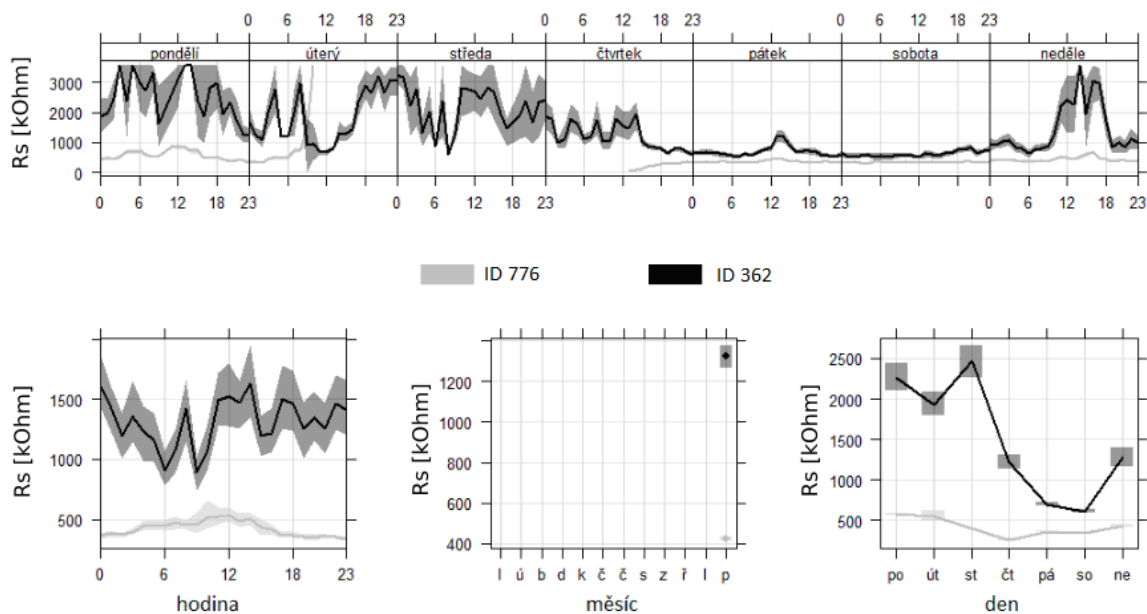 0 6 12 18 23 0 6 12 18 23 0 6 12 18 23
pondělí úterý středa čtvrtek pátek sobota neděle
Rs [kOhm]
3000
2000
1000
0
0 6 12 18 23 0 6 12 18 23 0 6 12 18 23 0 6 12 18 23
ID 776 ID 362
Rs [kOhm]
1500
1000
500
0 6 12 18 23
hodina
Rs [kOhm]
1200
1000
800
600
400
l ú b d k č č s z ř l p
měsíc
Rs [kOhm]
2500
2000
1500
1000
500
po út st čt pá so ne
den